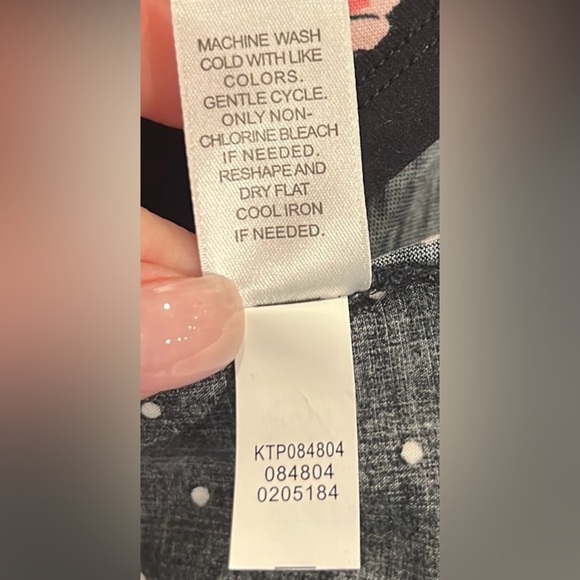 MACHINE WASH
COLD WITH LIKE
COLORS.
GENTLE CYCLE.
ONLY NON-
CHLORINE BLEACH
IF NEEDED.
RESHAPE AND
DRY FLAT
COOL IRON
IF NEEDED.
KTP084804
084804
0205184